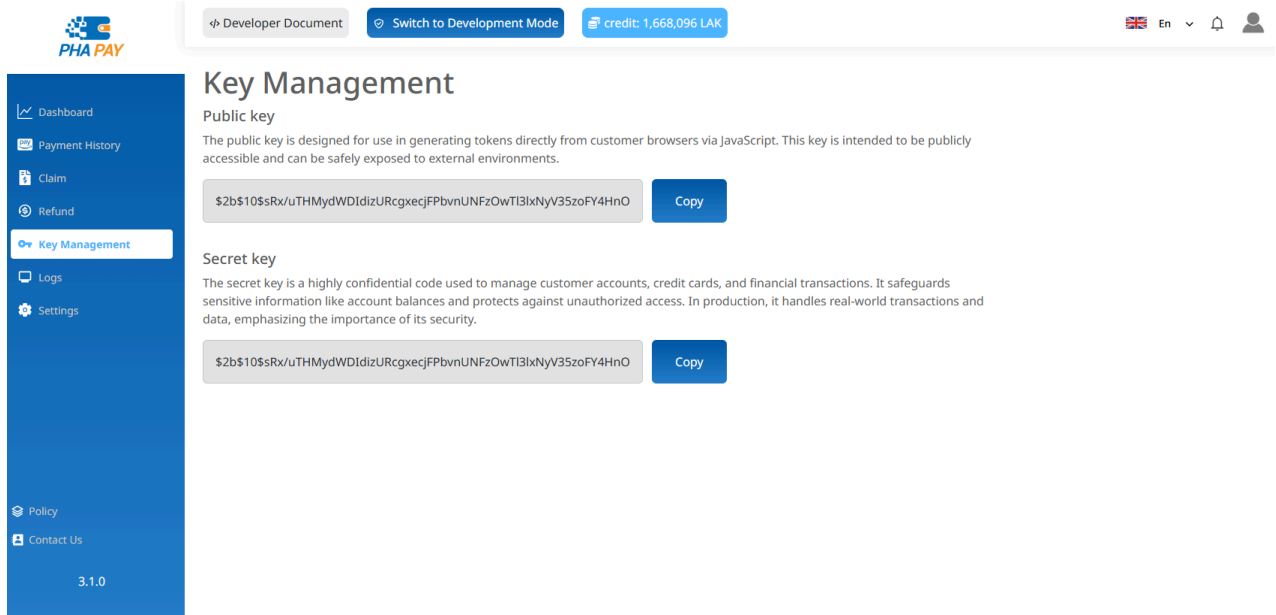 PHA PAY
Developer Document
Switch to Development Mode
credit: 1,668,096 LAK
En
Dashboard
Payment History
Claim
Refund
Key Management
Logs
Settings
Policy
Contact Us
3.1.0
Key Management
Public key
The public key is designed for use in generating tokens directly from customer browsers via JavaScript. This key is intended to be publicly
accessible and can be safely exposed to external environments.
$2b$10$sRx/uTHMydWDIdizURcgxecjFPbvnUNFzOwTl3lxNyV35zoFY4HnO
Copy
Secret key
The secret key is a highly confidential code used to manage customer accounts, credit cards, and financial transactions. It safeguards
sensitive information like account balances and protects against unauthorized access. In production, it handles real-world transactions and
data, emphasizing the importance of its security.
$2b$10$sRx/uTHMydWDIdizURcgxecjFPbvnUNFzOwTl3lxNyV35zoFY4HnO
Copy